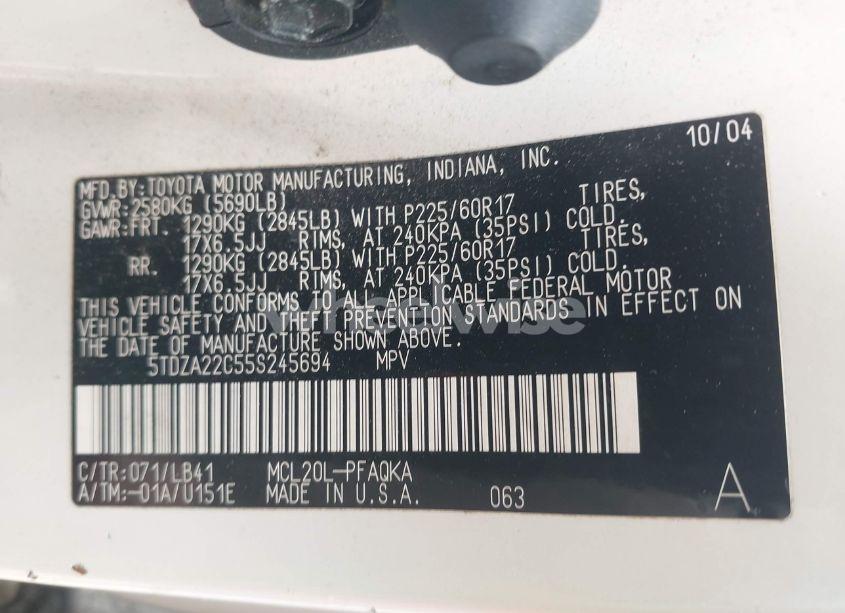 10/04
MFD.BY:TOYOTA MOTOR MANUFACTURING, INDIANA, INC.
GVWR:2580KG (5690LB)
GAWR:FRT. 1290KG (2845LB) WITH P225/60R17 TIRES,
17X6.5JJ RIMS, AT 240KPA (35PSI) COLD.
RR. 1290KG (2845LB) WITH P225/60R17 TIRES,
17X6.5JJ RIMS, AT 240KPA (35PSI) COLD.
THIS VEHICLE CONFORMS TO ALL APPLICABLE FEDERAL MOTOR
VEHICLE SAFETY AND THEFT PREVENTION STANDARDS IN EFFECT ON
THE DATE OF MANUFACTURE SHOWN ABOVE.
5TDZA22C55S245694 MPV
C/TR:071/LB41 MCL20L-PFAQKA
A/TM:-01A/U151E MADE IN U.S.A. 063 A
wheelwise